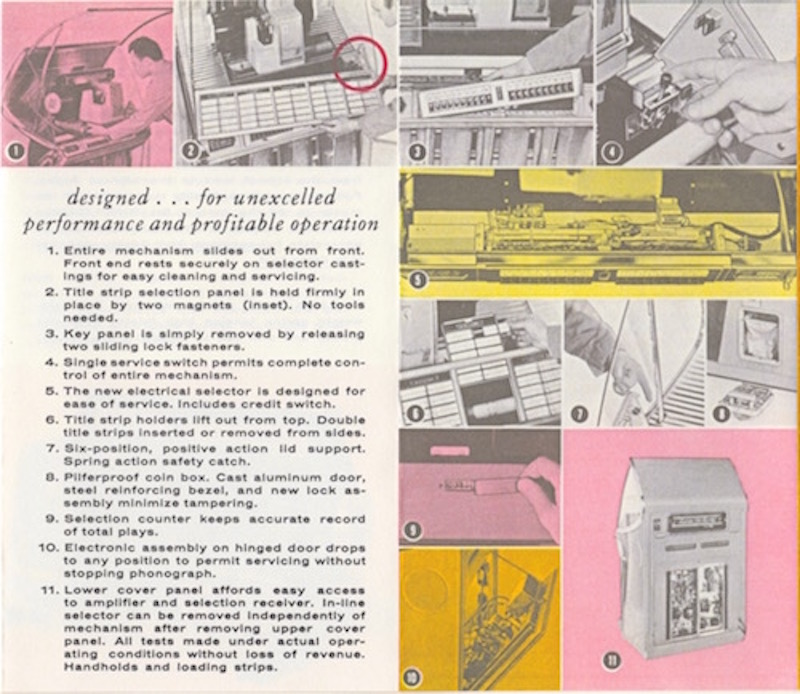 1
2
3
4
designed . . . for unexcelled
performance and profitable operation
1. Entire mechanism slides out from front.
Front end rests securely on selector cast-
ings for easy cleaning and servicing.
2. Title strip selection panel is held firmly in
place by two magnets (inset). No tools
needed.
3. Key panel is simply removed by releasing
two sliding lock fasteners.
4. Single service switch permits complete con-
trol of entire mechanism.
5. The new electrical selector is designed for
ease of service. Includes credit switch.
6. Title strip holders lift out from top. Double
title strips inserted or removed from sides.
7. Six-position, positive action lid support.
Spring action safety catch.
8. Pilferproof coin box. Cast aluminum door,
steel reinforcing bezel, and new lock as-
sembly minimize tampering.
9. Selection counter keeps accurate record
of total plays.
10. Electronic assembly on hinged door drops
to any position to permit servicing without
stopping phonograph.
11. Lower cover panel affords easy access
to amplifier and selection receiver. In-line
selector can be removed independently of
mechanism after removing upper cover
panel. All tests made under actual oper-
ating conditions without loss of revenue.
Handholds and loading strips.
5
6
7
8
9
10
11